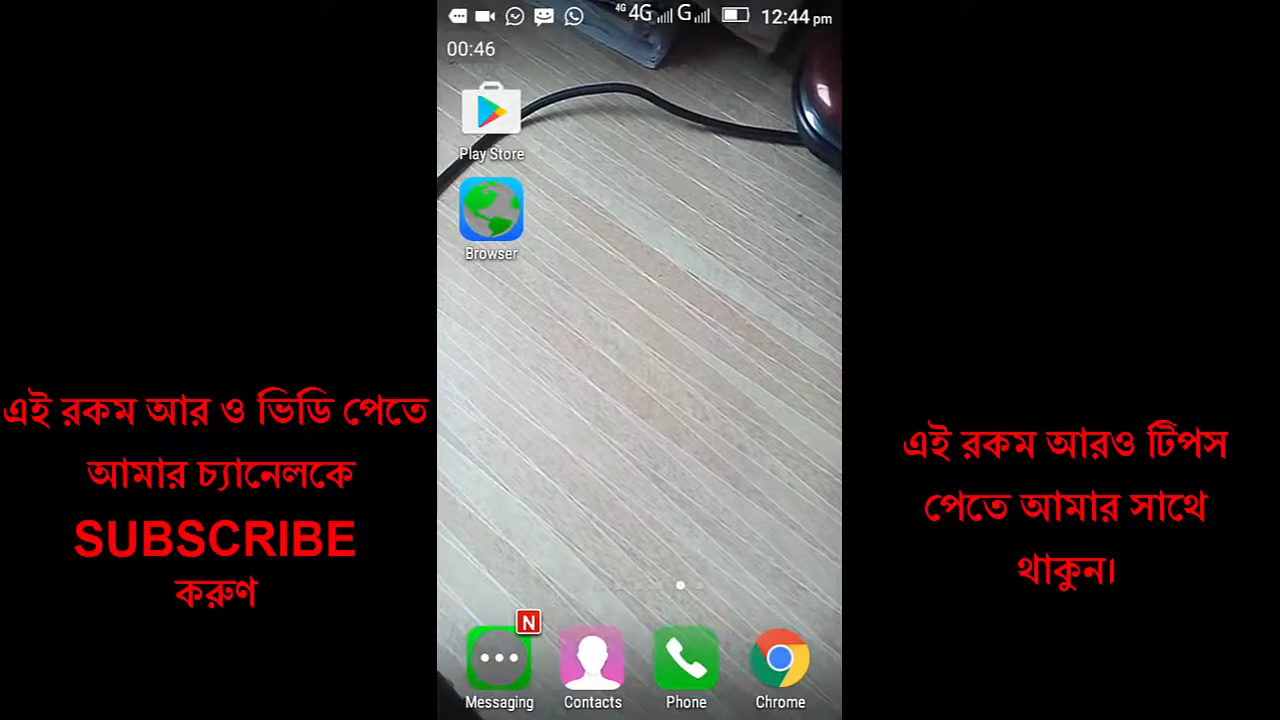 4G 4G G 12:44 pm
00:46
Play Store
Browser
এই রকম আর ও ভিডি পেতে
আমার চ্যানেলকে
SUBSCRIBE
করুণ
এই রকম আরও টিপস
পেতে আমার সাথে
থাকুন।
N
Messaging Contacts Phone Chrome